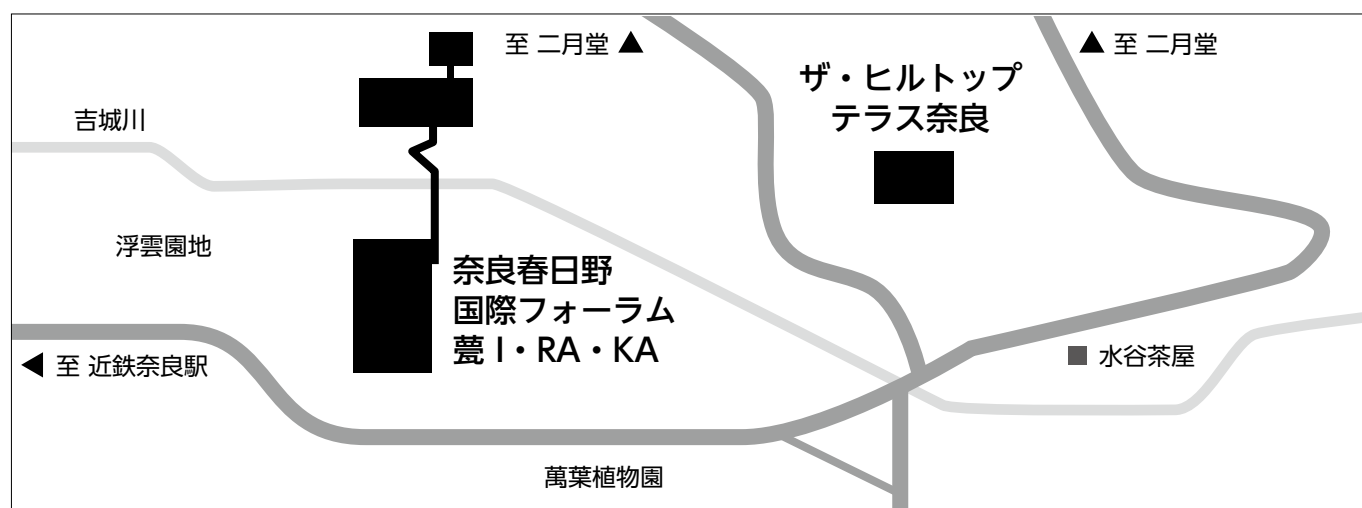 至 二月堂 ▲
▲ 至 二月堂
ザ・ヒルトップ
テラス奈良
吉城川
浮雲園地
奈良春日野
国際フォーラム
甍 I・RA・KA
◀ 至 近鉄奈良駅
■ 水谷茶屋
萬葉植物園